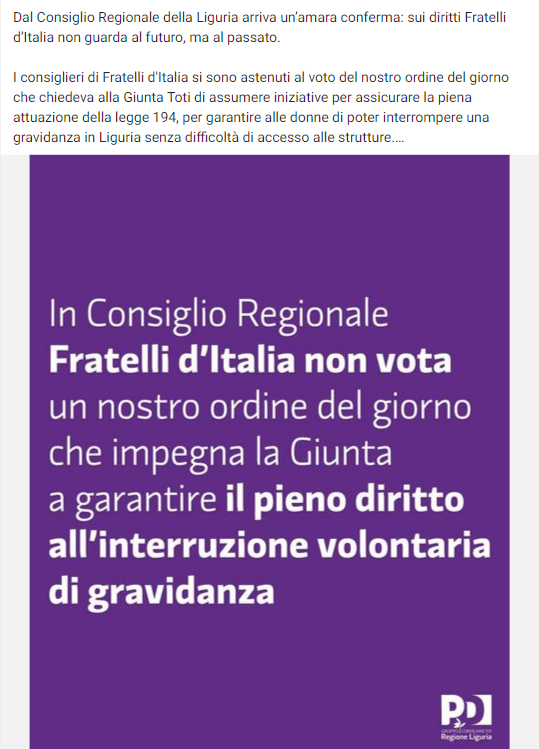 Dal Consiglio Regionale della Liguria arriva un'amara conferma: sui diritti Fratelli
d'Italia non guarda al futuro, ma al passato.
I consiglieri di Fratelli d'Italia si sono astenuti al voto del nostro ordine del giorno
che chiedeva alla Giunta Toti di assumere iniziative per assicurare la piena
attuazione della legge 194, per garantire alle donne di poter interrompere una
gravidanza in Liguria senza difficoltà di accesso alle strutture....
In Consiglio Regionale
Fratelli d'Italia non vota
un nostro ordine del giorno
che impegna la Giunta
a garantire il pieno diritto
all'interruzione volontaria
di gravidanza
PD
GRUPPO CONSILIARE PD
Regione Liguria